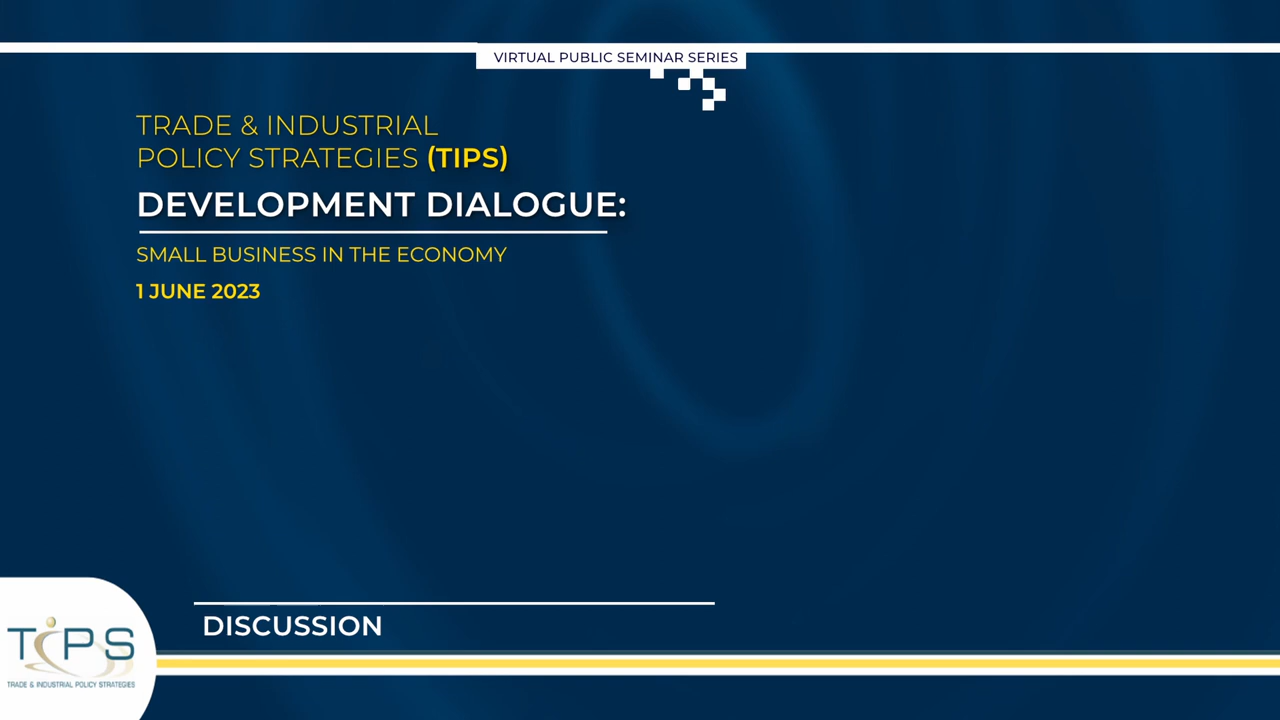 VIRTUAL PUBLIC SEMINAR SERIES
TRADE & INDUSTRIAL
POLICY STRATEGIES (TIPS)
DEVELOPMENT DIALOGUE:
SMALL BUSINESS IN THE ECONOMY
1 JUNE 2023
DISCUSSION
TiPS
TRADE & INDUSTRIAL POLICY STRATEGIES